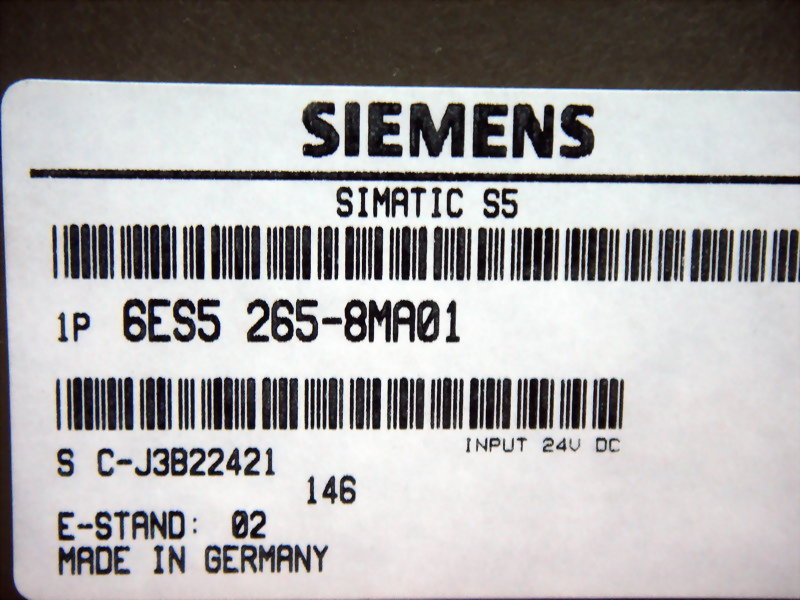 SIEMENS
SIMATIC S5
1P 6ES5 265-8MA01
INPUT 24V DC
S C-J3B22421
146
E-STAND: 02
MADE IN GERMANY